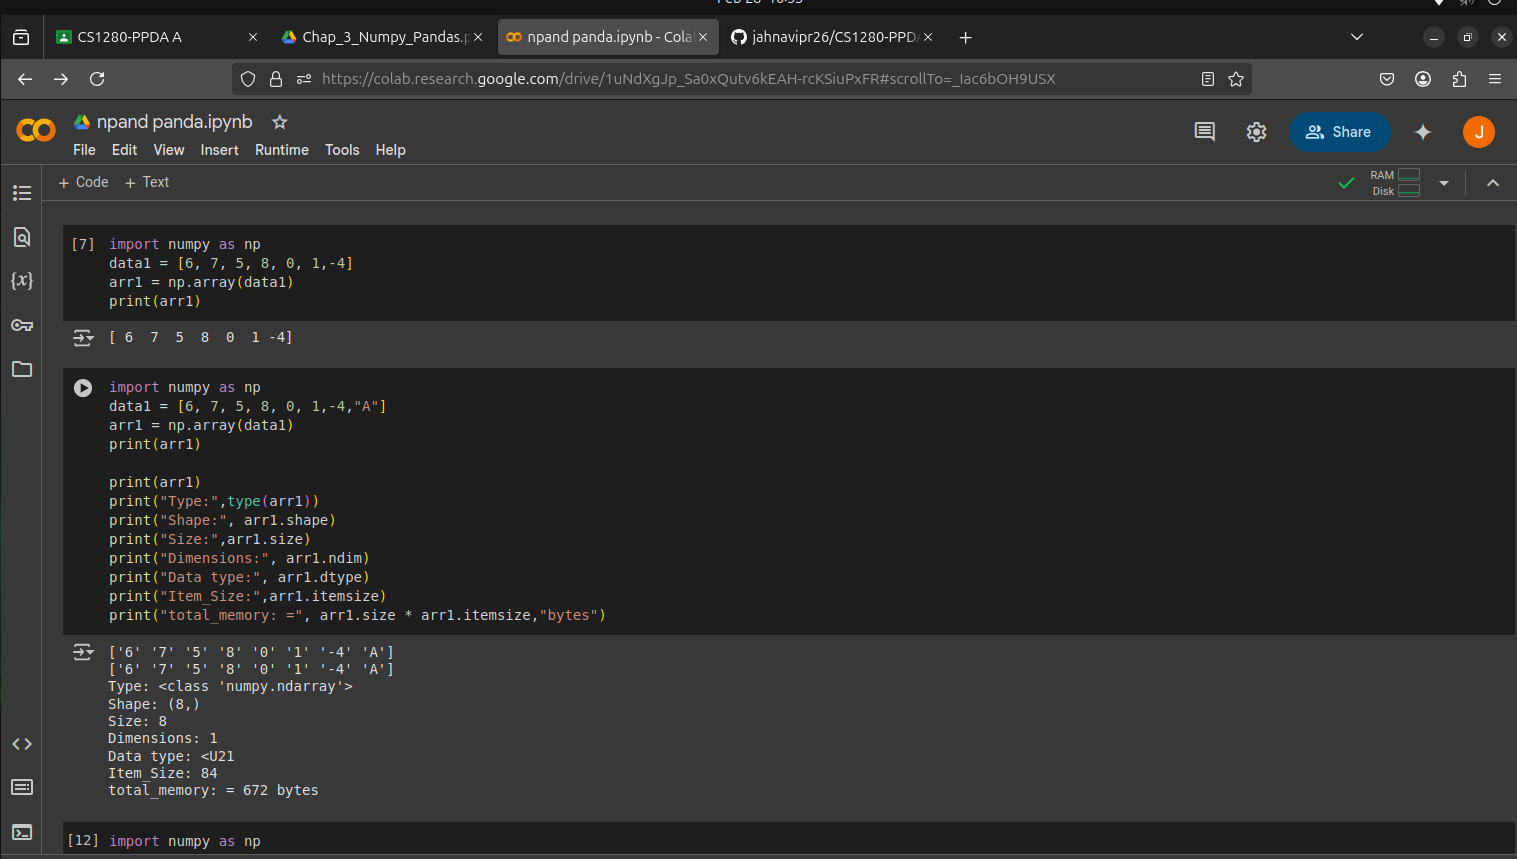 CS1280-PPDA A
Chap_3_Numpy_Pandas.p
npand panda.ipynb - Cola
jahnavipr26/CS1280-PPD
https://colab.research.google.com/drive/1uNdXgJp_Sa0xQutv6kEAH-rcKSiuPxFR#scrollTo=_Iac6bOH9USX
npand panda.ipynb
File Edit View Insert Runtime Tools Help
Share
J
+ Code + Text
RAM
Disk
[7] import numpy as np
data1 = [6, 7, 5, 8, 0, 1,-4]
arr1 = np.array(data1)
print(arr1)
[ 6 7 5 8 0 1 -4]
import numpy as np
data1 = [6, 7, 5, 8, 0, 1,-4,"A"]
arr1 = np.array(data1)
print(arr1)
print(arr1)
print("Type:",type(arr1))
print("Shape:", arr1.shape)
print("Size:",arr1.size)
print("Dimensions:", arr1.ndim)
print("Data type:", arr1.dtype)
print("Item_Size:",arr1.itemsize)
print("total_memory: =", arr1.size * arr1.itemsize,"bytes")
['6' '7' '5' '8' '0' '1' '-4' 'A']
['6' '7' '5' '8' '0' '1' '-4' 'A']
Type: <class 'numpy.ndarray'>
Shape: (8,)
Size: 8
Dimensions: 1
Data type: <U21
Item_Size: 84
total_memory: = 672 bytes
[12] import numpy as np